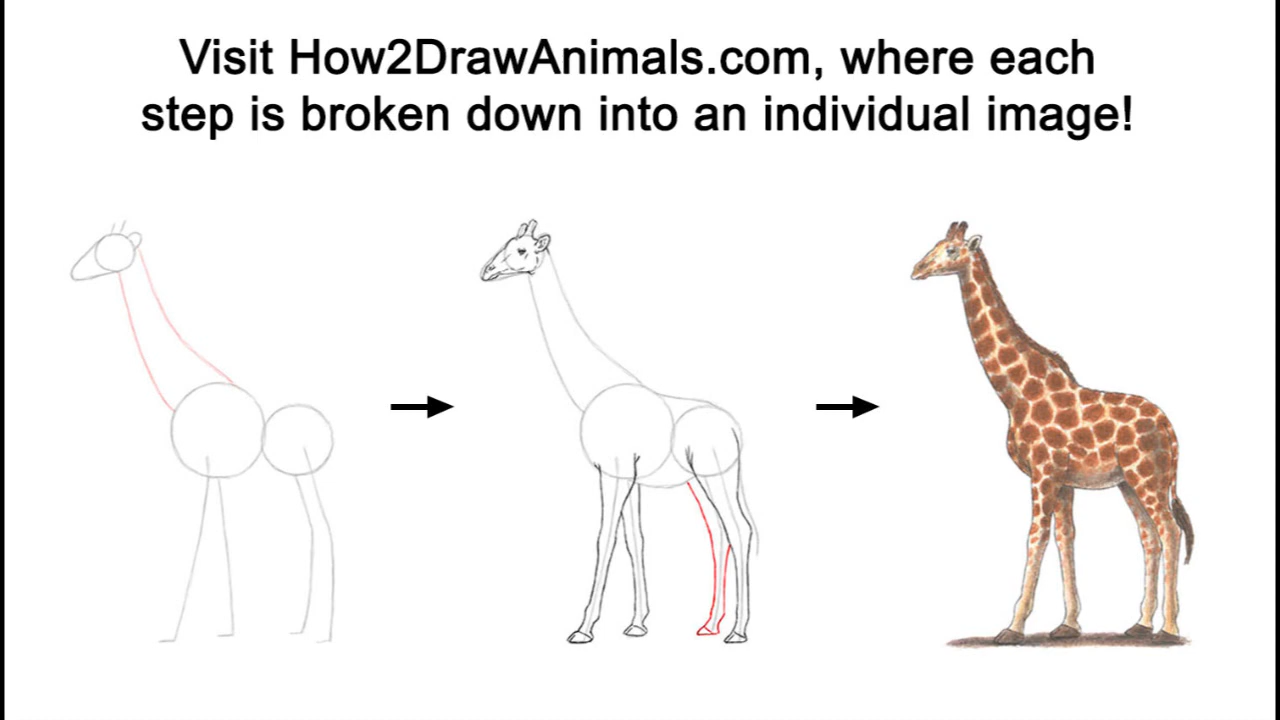 Visit How2DrawAnimals.com, where each
step is broken down into an individual image!